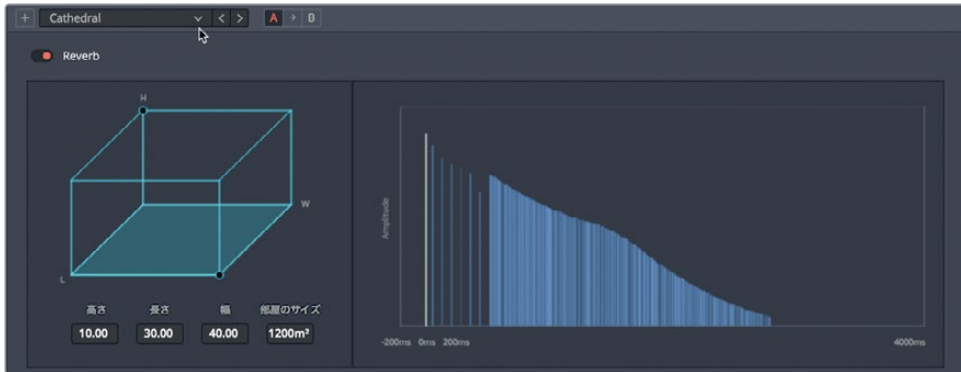 + Cathedral < > A → B
Reverb
H
W
L
高さ 長さ 幅 部屋のサイズ
10.00 30.00 40.00 1200m²
Amplitude
-200ms 0ms 200ms 4000ms